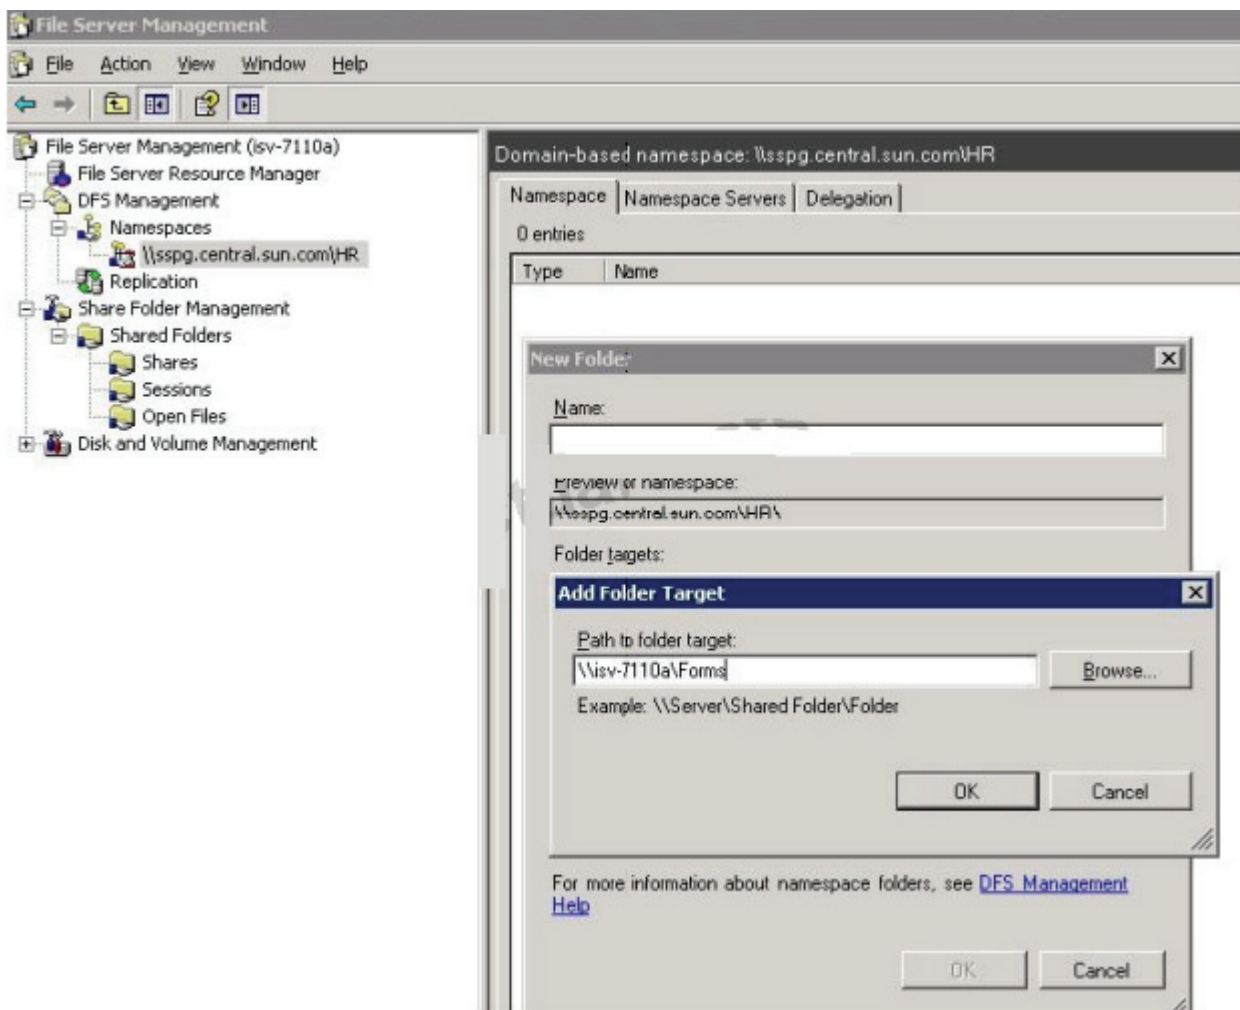 File Server Management
File Action View Window Help
File Server Management (isv-7110a)
File Server Resource Manager
DFS Management
Namespaces
\\sspg.central.sun.com\HR
Replication
Share Folder Management
Shared Folders
Shares
Sessions
Open Files
Disk and Volume Management
Domain-based namespace: \\sspg.central.sun.com\HR
Namespace Namespace Servers Delegation
0 entries
Type Name
New Folder
Name:
Preview of namespace:
\\sspg.central.sun.com\HR\
Folder targets:
Add Folder Target
Path to folder target:
\\isv-7110a\Forms
Browse...
Example: \\Server\Shared Folder\Folder
OK Cancel
For more information about namespace folders, see DFS Management
Help
OK Cancel